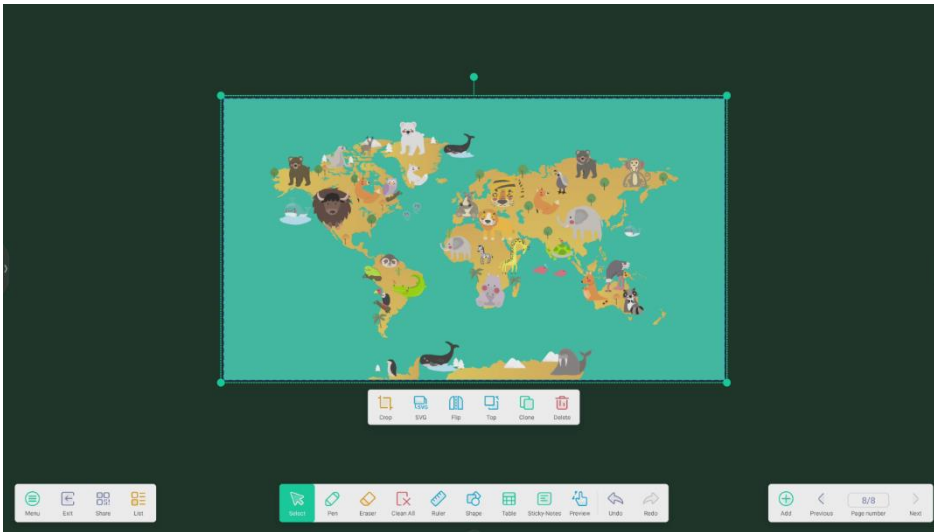 Crop SVG Flip Top Clone Delete
Menu Exit Share List Select Pen Eraser Clean All Ruler Shape Table Sticky-Notes Preview Undo Redo Add Previous 8/8 Page number Next